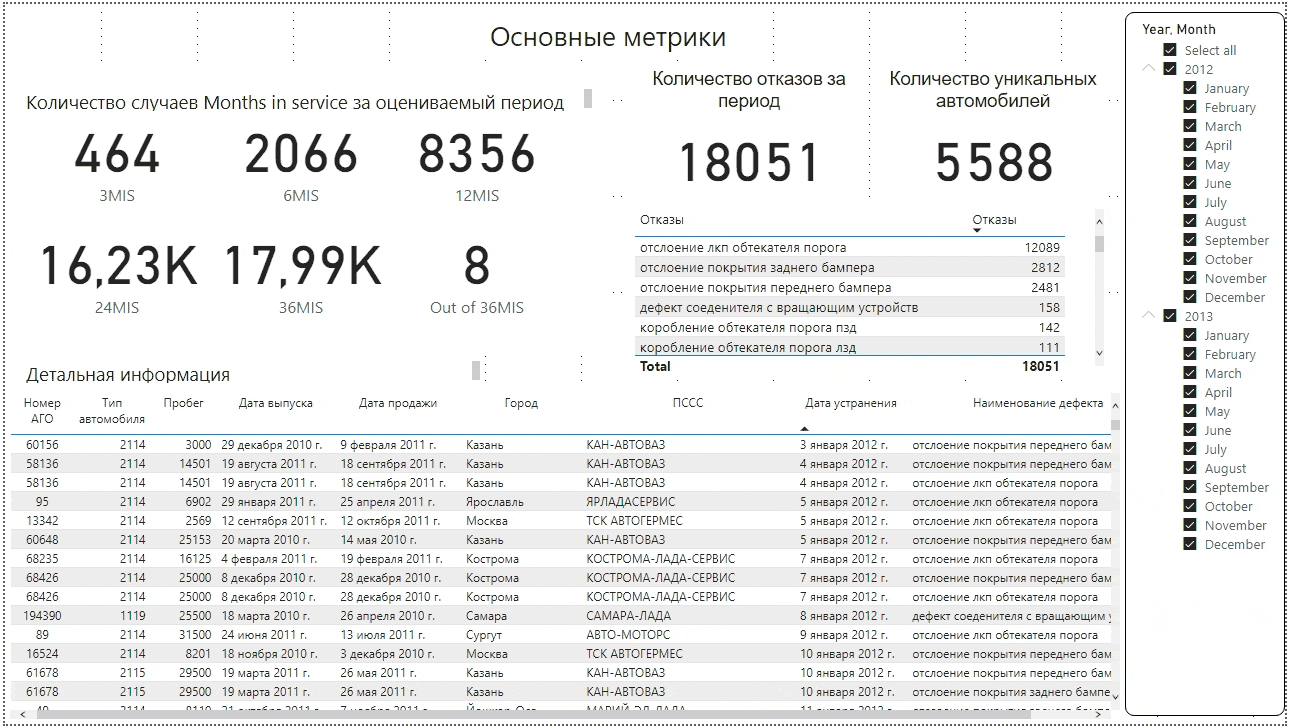 Основные метрики
Количество случаев Months in service за оцениваемый период
464
3MIS
2066
6MIS
8356
12MIS
16,23K
24MIS
17,99K
36MIS
8
Out of 36MIS
Количество отказов за
период
18051
Количество уникальных
автомобилей
5588
Отказы Отказы
отслоение лкп обтекателя порога 12089
отслоение покрытия заднего бампера 2812
отслоение покрытия переднего бампера 2481
дефект соеденителя с вращающим устройств 158
коробление обтекателя порога пзд 142
коробление обтекателя порога лзд 111
Total 18051
Детальная информация
Номер АГО Тип автомобиля Пробег Дата выпуска Дата продажи Город ПССС Дата устранения Наименование дефекта
60156 2114 3000 29 декабря 2010 г. 9 февраля 2011 г. Казань КАН-АВТОВАЗ 3 января 2012 г. отслоение покрытия переднего бам
58136 2114 14501 19 августа 2011 г. 18 сентября 2011 г. Казань КАН-АВТОВАЗ 4 января 2012 г. отслоение покрытия переднего бам
58136 2114 14501 19 августа 2011 г. 18 сентября 2011 г. Казань КАН-АВТОВАЗ 4 января 2012 г. отслоение лкп обтекателя порога
95 2114 6902 29 января 2011 г. 25 апреля 2011 г. Ярославль ЯРЛАДАСЕРВИС 5 января 2012 г. отслоение лкп обтекателя порога
13342 2114 2569 12 сентября 2011 г. 12 октября 2011 г. Москва ТСК АВТОГЕРМЕС 5 января 2012 г. отслоение лкп обтекателя порога
60648 2114 25153 20 марта 2010 г. 14 мая 2010 г. Казань КАН-АВТОВАЗ 5 января 2012 г. отслоение покрытия переднего бам
68235 2114 16125 4 февраля 2011 г. 19 февраля 2011 г. Кострома КОСТРОМА-ЛАДА-СЕРВИС 7 января 2012 г. отслоение лкп обтекателя порога
68426 2114 25000 8 декабря 2010 г. 28 декабря 2010 г. Кострома КОСТРОМА-ЛАДА-СЕРВИС 7 января 2012 г. отслоение покрытия переднего бам
68426 2114 25000 8 декабря 2010 г. 28 декабря 2010 г. Кострома КОСТРОМА-ЛАДА-СЕРВИС 7 января 2012 г. отслоение лкп обтекателя порога
194390 1119 25500 18 марта 2010 г. 26 апреля 2010 г. Самара САМАРА-ЛАДА 8 января 2012 г. дефект соеденителя с вращающим
89 2114 31500 24 июня 2011 г. 13 июля 2011 г. Сургут АВТО-МОТОРС 9 января 2012 г. отслоение лкп обтекателя порога
16524 2114 8201 18 ноября 2010 г. 3 декабря 2010 г. Москва ТСК АВТОГЕРМЕС 10 января 2012 г. отслоение покрытия переднего бам
61678 2115 29500 19 марта 2011 г. 26 мая 2011 г. Казань КАН-АВТОВАЗ 10 января 2012 г. отслоение покрытия переднего бам
61678 2115 29500 19 марта 2011 г. 26 мая 2011 г. Казань КАН-АВТОВАЗ 10 января 2012 г. отслоение покрытия заднего бампе
Year, Month
Select all
2012
January
February
March
April
May
June
July
August
September
October
November
December
2013
January
February
March
April
May
June
July
August
September
October
November
December